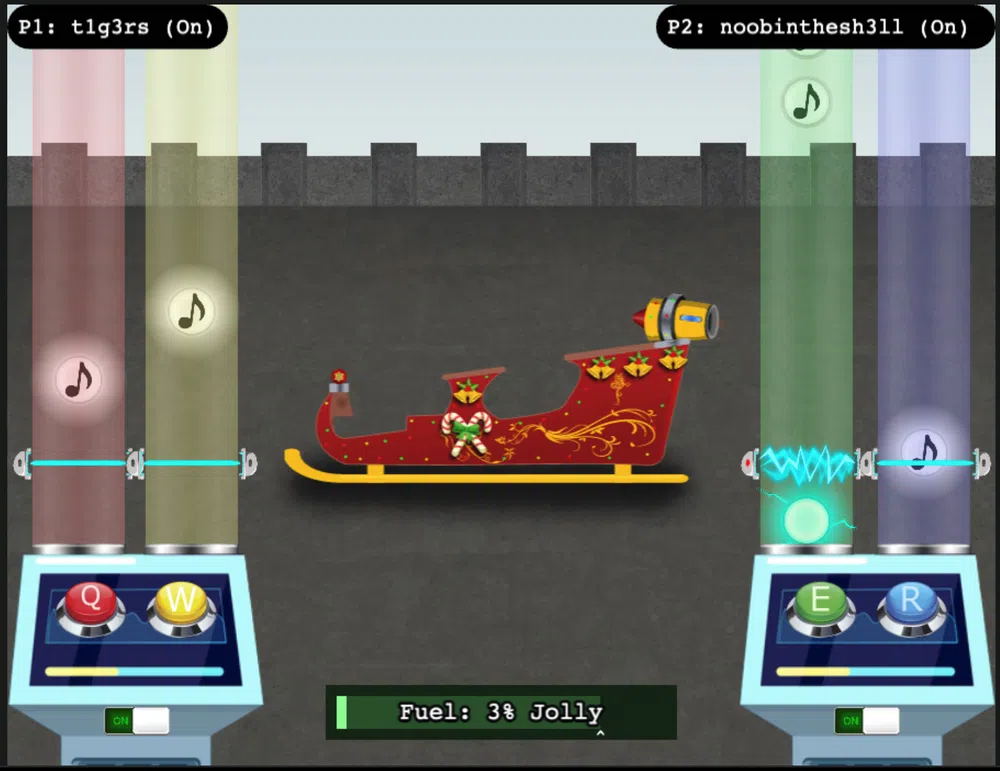 P1: t1g3rs (On)
P2: noobinthesh3ll (On)
Q W
E R
Fuel: 3% Jolly
ON
ON